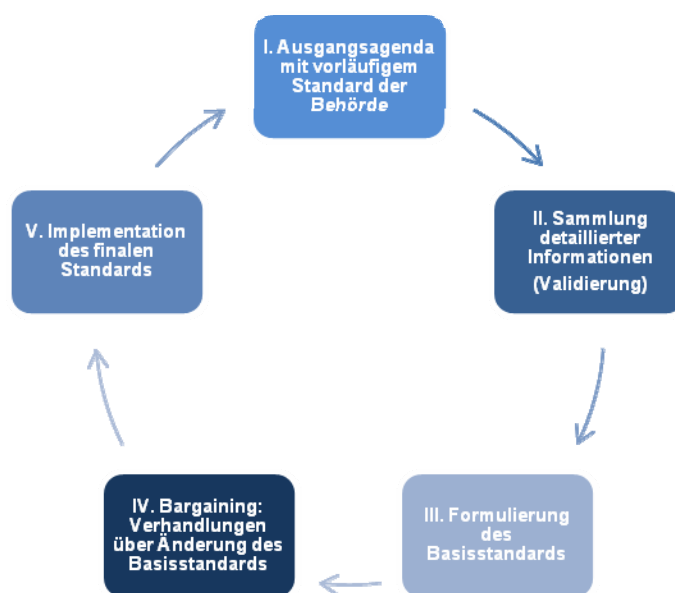 I. Ausgangsagenda
mit vorläufigem
Standard der
Behörde
II. Sammlung
detaillierter
Informationen
(Validierung)
III. Formulierung
des
Basisstandards
IV. Bargaining:
Verhandlungen
über Änderung des
Basisstandards
V. Implementation
des finalen
Standards